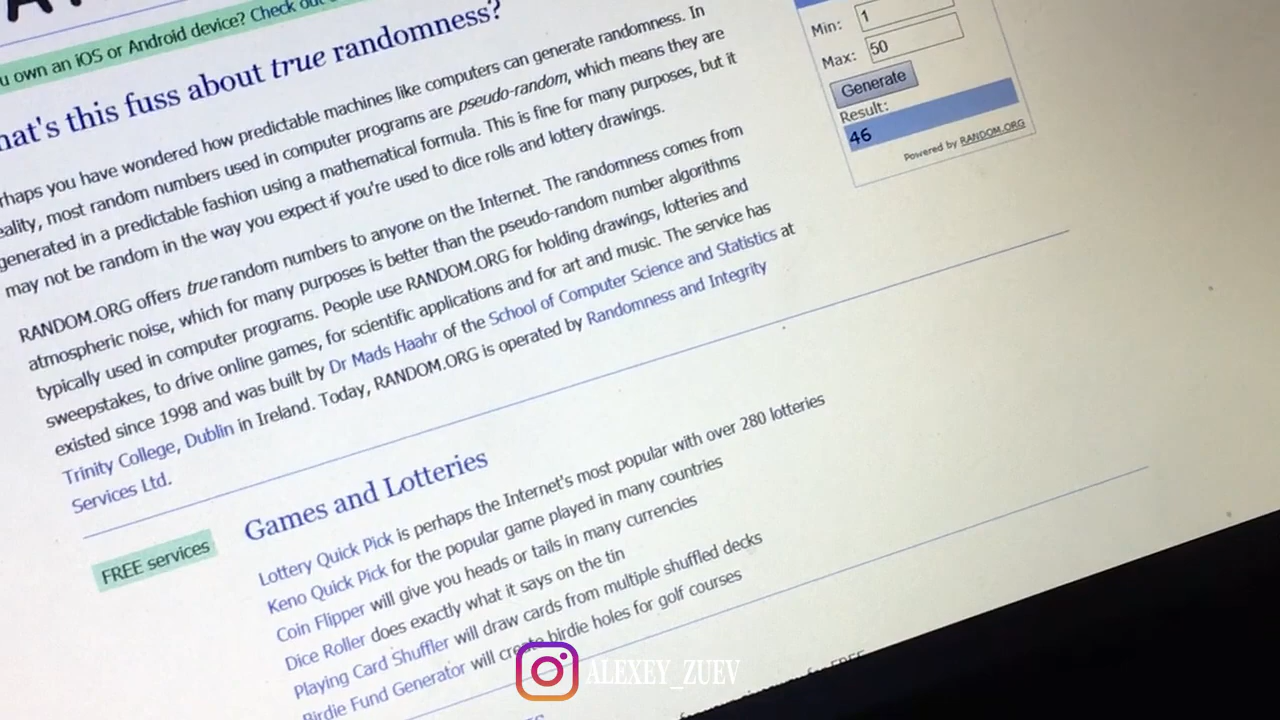 u own an iOS or Android device? Check out
hat's this fuss about true randomness?
rhaps you have wondered how predictable machines like computers can generate randomness. In
eality, most random numbers used in computer programs are pseudo-random, which means they are
generated in a predictable fashion using a mathematical formula. This is fine for many purposes, but it
may not be random in the way you expect if you're used to dice rolls and lottery drawings.
RANDOM.ORG offers true random numbers to anyone on the Internet. The randomness comes from
atmospheric noise, which for many purposes is better than the pseudo-random number algorithms
typically used in computer programs. People use RANDOM.ORG for holding drawings, lotteries and
sweepstakes, to drive online games, for scientific applications and for art and music. The service has
existed since 1998 and was built by Dr Mads Haahr of the School of Computer Science and Statistics at
Trinity College, Dublin in Ireland. Today, RANDOM.ORG is operated by Randomness and Integrity
Services Ltd.
Min: 1
Max: 50
Generate
Result:
46
Powered by RANDOM.ORG
FREE services
Games and Lotteries
Lottery Quick Pick is perhaps the Internet's most popular with over 280 lotteries
Keno Quick Pick for the popular game played in many countries
Coin Flipper will give you heads or tails in many currencies
Dice Roller does exactly what it says on the tin
Playing Card Shuffler will draw cards from multiple shuffled decks
Birdie Fund Generator will create birdie holes for golf courses
FREE
ALEXEY_ZUEV